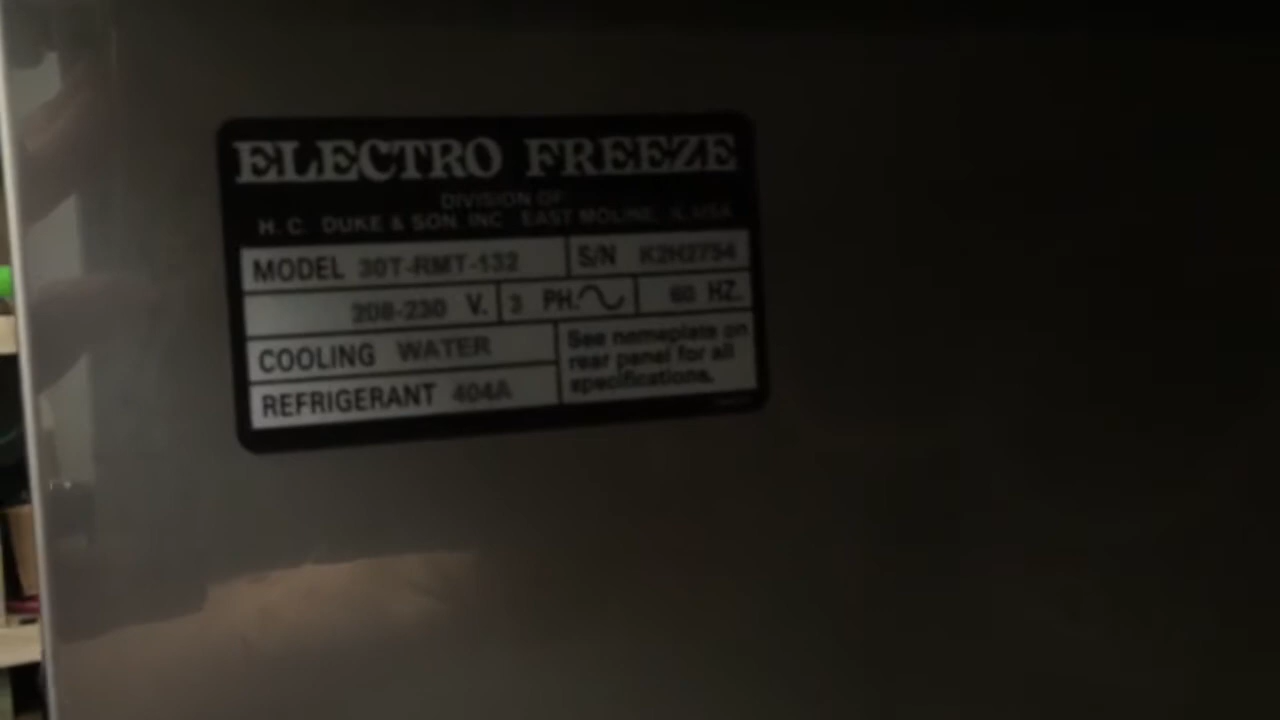 ELECTRO FREEZE
DIVISION OF
H. C. DUKE & SON, INC EAST MOLINE, IL USA
MODEL 30T-RMT-132 S/N K2H2754
208-230 V. 3 PH. 60 HZ.
COOLING WATER
REFRIGERANT 404A
See nameplate on
rear panel for all
specifications.